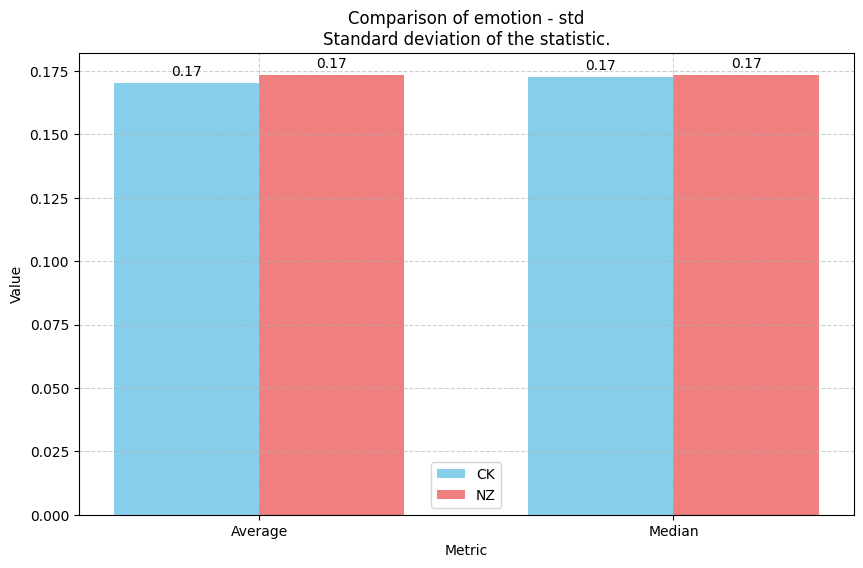 Comparison of emotion - std
Standard deviation of the statistic.
Value
0.175
0.150
0.125
0.100
0.075
0.050
0.025
0.000
0.17
0.17
0.17
0.17
CK
NZ
Average
Median
Metric